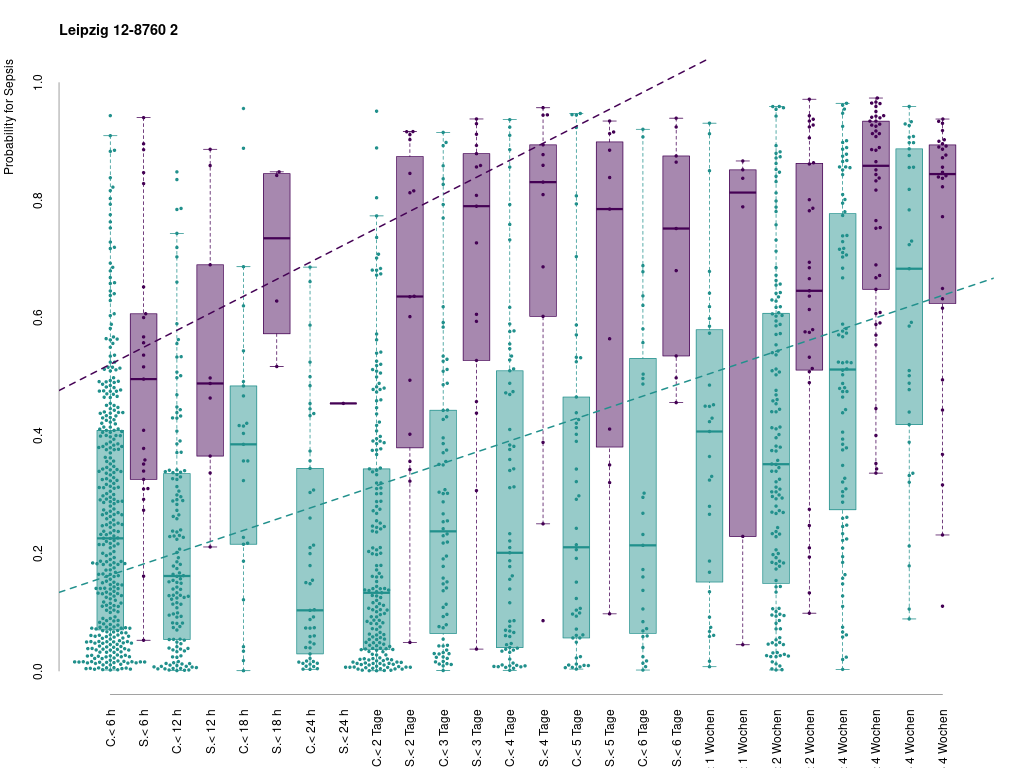 Leipzig 12-8760 2
Probability for Sepsis
1.0
0.8
0.6
0.4
0.2
0.0
C.< 6 h
S.< 6 h
C.< 12 h
S.< 12 h
C.< 18 h
S.< 18 h
C.< 24 h
S.< 24 h
C.< 2 Tage
S.< 2 Tage
C.< 3 Tage
S.< 3 Tage
C.< 4 Tage
S.< 4 Tage
C.< 5 Tage
S.< 5 Tage
C.< 6 Tage
S.< 6 Tage
1 Wochen
1 Wochen
2 Wochen
2 Wochen
4 Wochen
4 Wochen
4 Wochen
4 Wochen